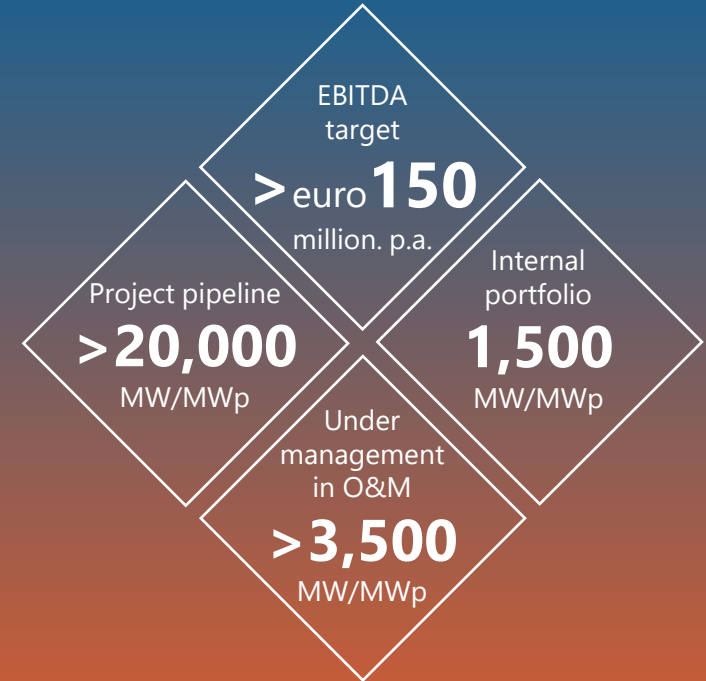 EBITDA
target
>euro150
million. p.a.
Project pipeline
>20,000
MW/MWp
Internal
portfolio
1,500
MW/MWp
Under
management
in O&M
>3,500
MW/MWp